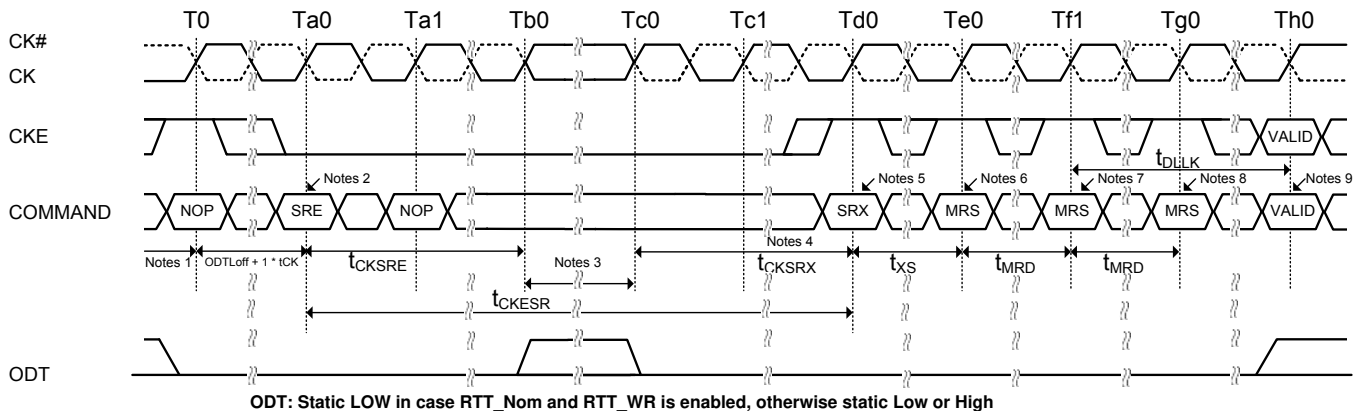 T0 Ta0 Ta1 Tb0 Tc0 Tc1 Td0 Te0 Tf1 Tg0 Th0
CK#
CK
CKE
VALID
tDLLK
Notes 2 Notes 5 Notes 6 Notes 7 Notes 8 Notes 9
COMMAND NOP SRE NOP SRX MRS MRS MRS VALID
Notes 1 ODTLoff + 1 * tCK tCKSRE Notes 3 Notes 4 tCKSRX tXS tMRD tMRD
tCKESR
ODT
ODT: Static LOW in case RTT_Nom and RTT_WR is enabled, otherwise static Low or High